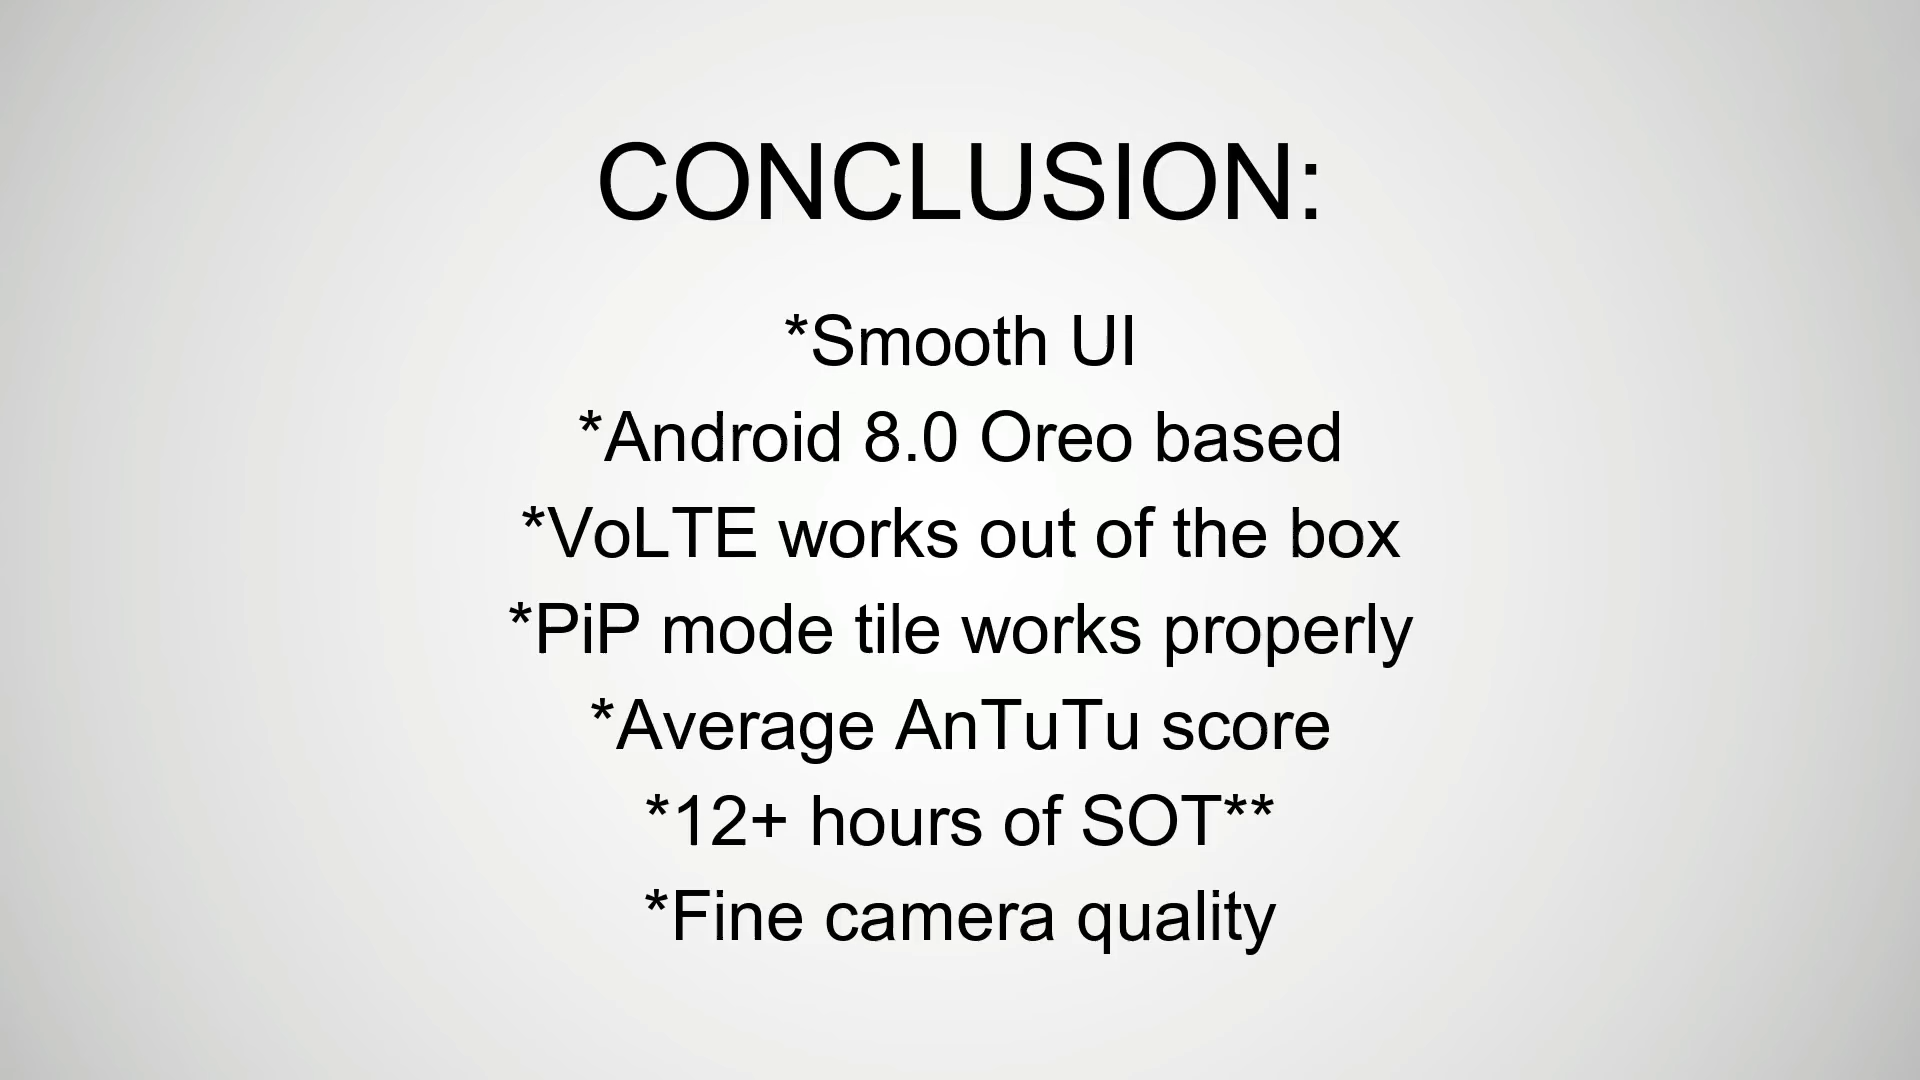 CONCLUSION:
*Smooth UI
*Android 8.0 Oreo based
*VoLTE works out of the box
*PiP mode tile works properly
*Average AnTuTu score
*12+ hours of SOT**
*Fine camera quality